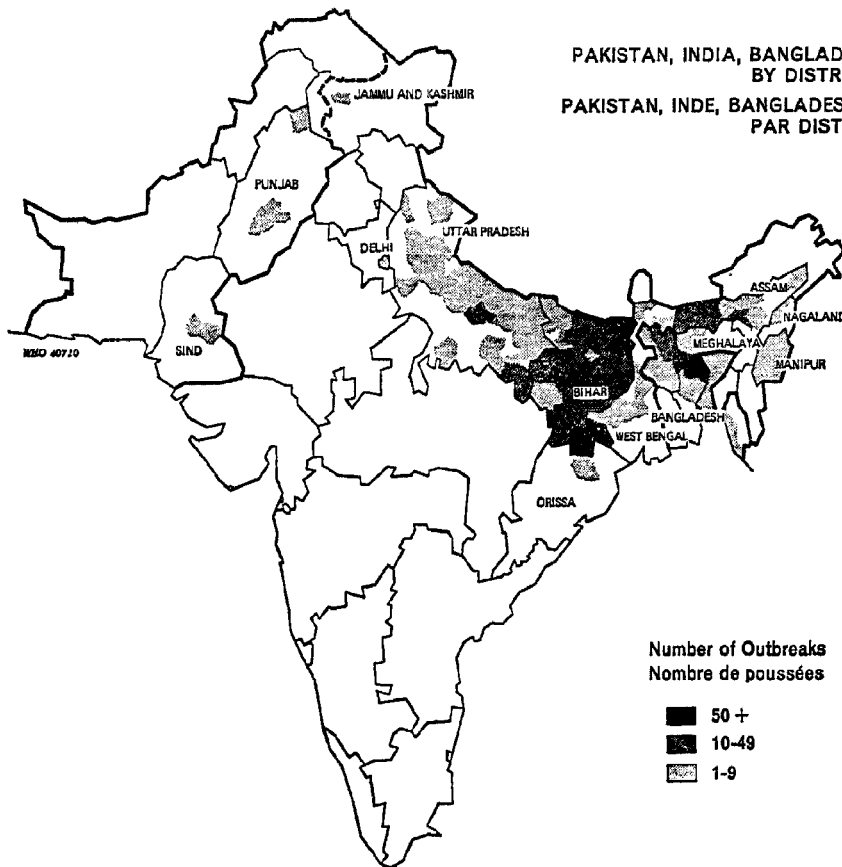 PAKISTAN, INDIA, BANGLAD
BY DISTR
PAKISTAN, INDE, BANGLADES
PAR DIST
JAMMU AND KASHMIR
PUNJAB
UTTAR PRADESH
DELHI
ASSAM
NAGALAND
MEGHALAYA
SIND
MANIPUR
WHO 40710
BIHAR
BANGLADESH
WEST BENGAL
ORISSA
Number of Outbreaks
Nombre de poussées
50 +
10-49
1-9